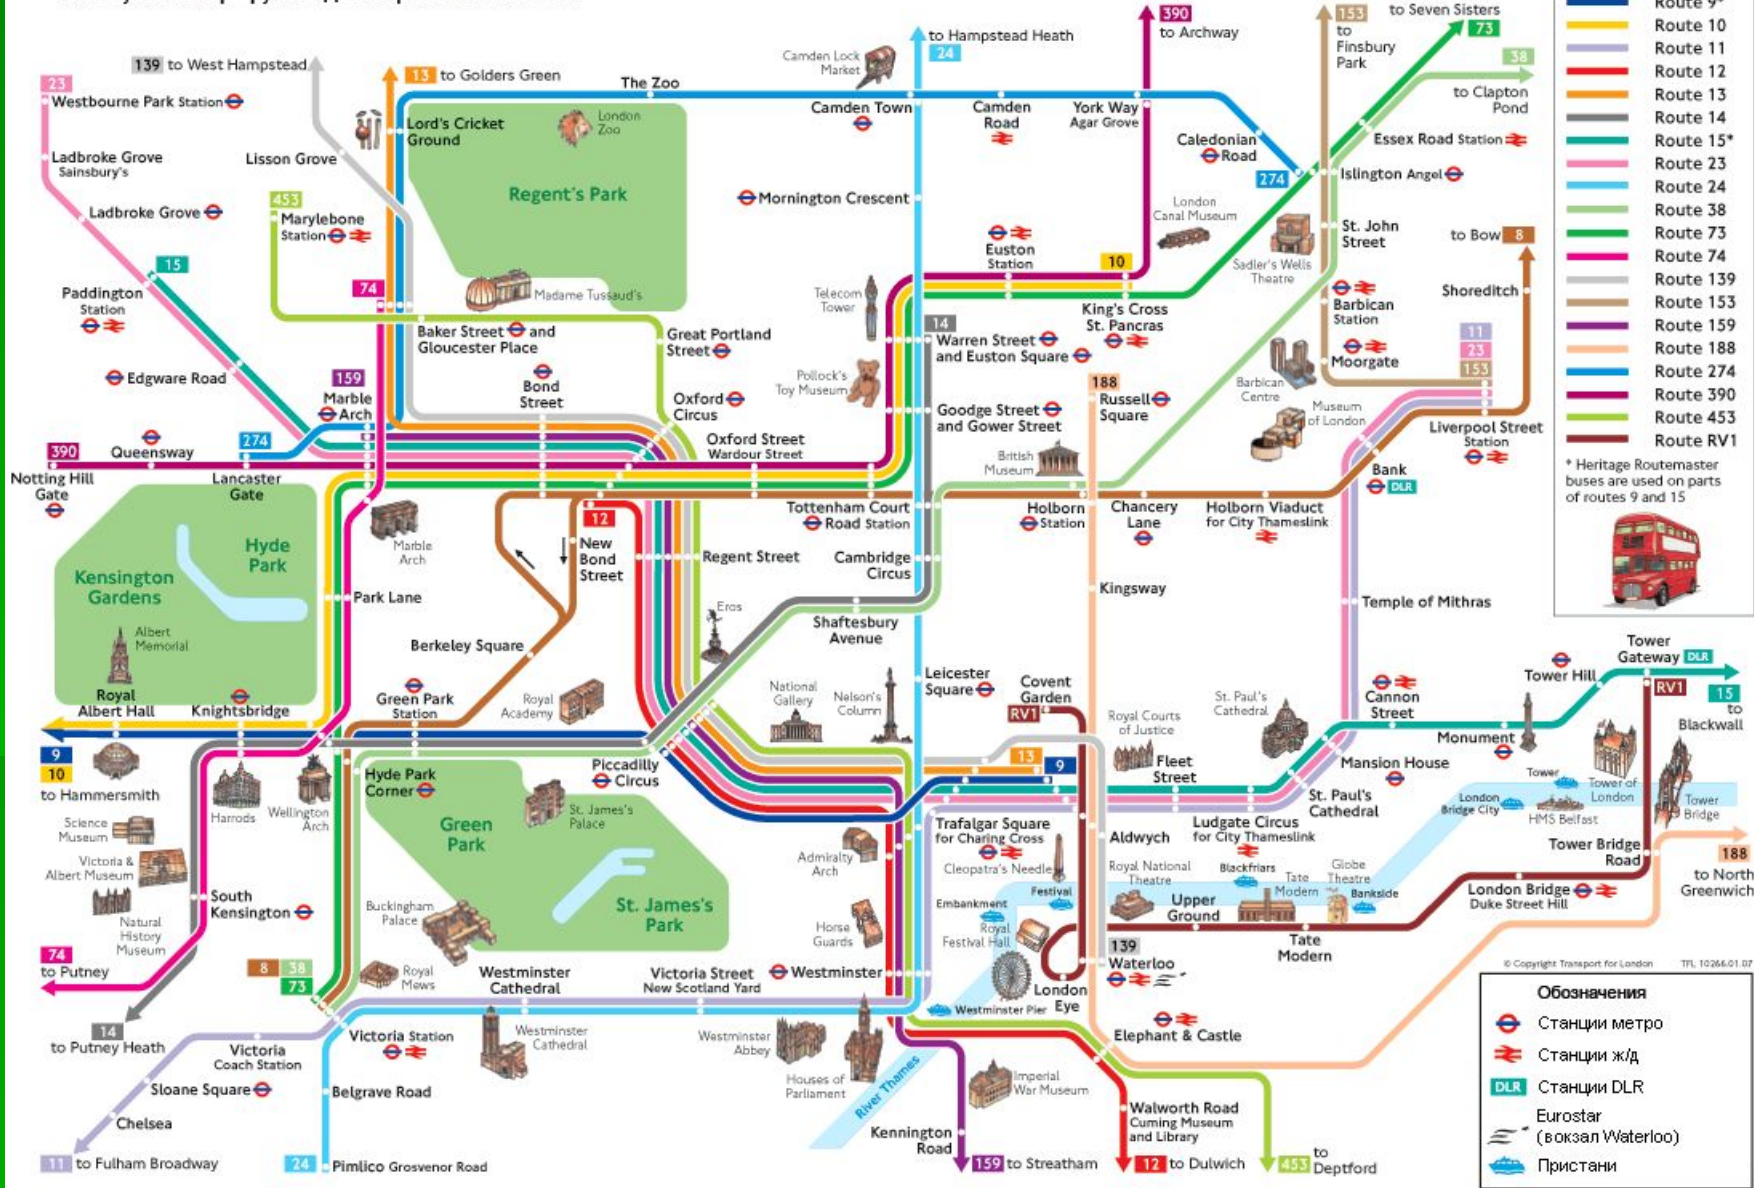 Route 9*
Route 10
Route 11
Route 12
Route 13
Route 14
Route 15*
Route 23
Route 24
Route 38
Route 73
Route 74
Route 139
Route 153
Route 159
Route 188
Route 274
Route 390
Route 453
Route RV1
* Heritage Routemaster
buses are used on parts
of routes 9 and 15
139 to West Hampstead
13 to Golders Green
The Zoo
Camden Lock
Market
to Hampstead Heath
24
390
to Archway
153
to
Finsbury
Park
to Seven Sisters
73
38
to Clapton
Pond
23
Westbourne Park Station
Ladbroke Grove
Sainsbury's
Ladbroke Grove
Lisson Grove
Lord's Cricket
Ground
London
Zoo
Regent's Park
Camden Town
Camden
Road
York Way
Agar Grove
Caledonian
Road
274
Essex Road Station
Islington Angel
Mornington Crescent
London
Canal Museum
453
Marylebone
Station
Euston
Station
10
Sadler's Wells
Theatre
St. John
Street
to Bow 8
Shoreditch
15
Paddington
Station
74
Madame Tussaud's
Telecom
Tower
King's Cross
St. Pancras
Barbican
Station
Moorgate
11
23
153
Edgware Road
Baker Street and
Gloucester Place
Great Portland
Street
14
Warren Street
and Euston Square
Pollock's
Toy Museum
Barbican
Centre
Museum
of London
159
Marble
Arch
Bond
Street
Oxford
Circus
188
Russell
Square
Goodge Street
and Gower Street
Liverpool Street
Station
390
Queensway
274
Notting Hill
Gate
Lancaster
Gate
Oxford Street
Wardour Street
British
Museum
Bank
DLR
12
Tottenham Court
Road Station
Holborn
Station
Chancery
Lane
Holborn Viaduct
for City Thameslink
Marble
Arch
New
Bond
Street
Regent Street
Cambridge
Circus
Hyde
Park
Kensington
Gardens
Park Lane
Kingsway
Temple of Mithras
Albert
Memorial
Berkeley Square
Eros
Shaftesbury
Avenue
Royal
Albert Hall
Knightsbridge
Green Park
Station
Royal
Academy
National
Gallery
Nelson's
Column
Leicester
Square
Covent
Garden
RV1
Royal Courts
of Justice
St. Paul's
Cathedral
Cannon
Street
Tower Hill
Tower
Gateway DLR
RV1
15
to
Blackwall
9
10
to Hammersmith
Harrods
Wellington
Arch
Hyde Park
Corner
Piccadilly
Circus
13
9
Fleet
Street
Monument
Mansion House
St. Paul's
Cathedral
Tower
London
Bridge City
HMS Belfast
Tower of
London
Tower
Bridge
Science
Museum
Victoria &
Albert Museum
Natural
History
Museum
South
Kensington
Green
Park
St. James's
Palace
Admiralty
Arch
Trafalgar Square
for Charing Cross
Cleopatra's Needle
Aldwych
Ludgate Circus
for City Thameslink
Tower Bridge
Road
188
to North
Greenwich
Buckingham
Palace
St. James's
Park
Horse
Guards
Festival
Embankment
Royal
Festival Hall
Royal National
Theatre
Upper
Ground
Blackfriars
Tate
Modern
Globe
Theatre
Bankside
London Bridge
Duke Street Hill
Tate
Modern
74
to Putney
8 38
73
Royal
Mews
Westminster
Cathedral
Victoria Street
New Scotland Yard
Westminster
139
Waterloo
London
Eye
Westminster Pier
© Copyright Transport for London TFL 10266.01.07
14
to Putney Heath
Victoria
Coach Station
Victoria Station
Westminster
Cathedral
Westminster
Abbey
Elephant & Castle
Sloane Square
Belgrave Road
Houses of
Parliament
River Thames
Imperial
War Museum
Chelsea
Kennington
Road
Walworth Road
Cuming Museum
and Library
11 to Fulham Broadway
24 Pimlico Grosvenor Road
159 to Streatham
12 to Dulwich
453 to
Deptford
Обозначения
Станции метро
Станции ж/д
DLR Станции DLR
Eurostar
(вокзал Waterloo)
Пристани